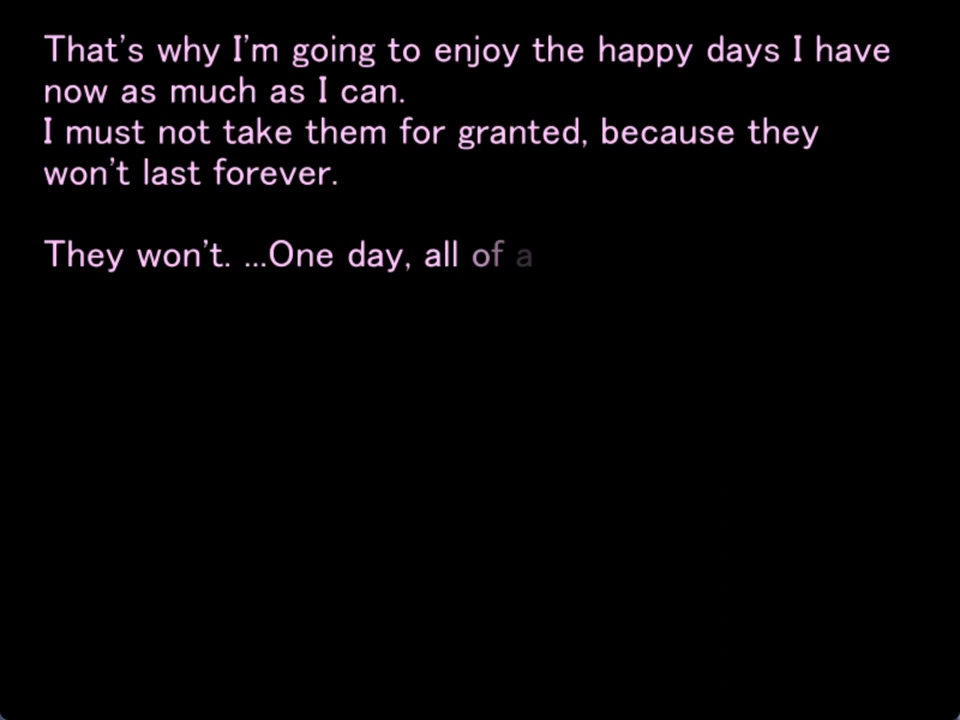 That's why I'm going to enjoy the happy days I have
now as much as I can.
I must not take them for granted, because they
won't last forever.
They won't. ...One day, all of a